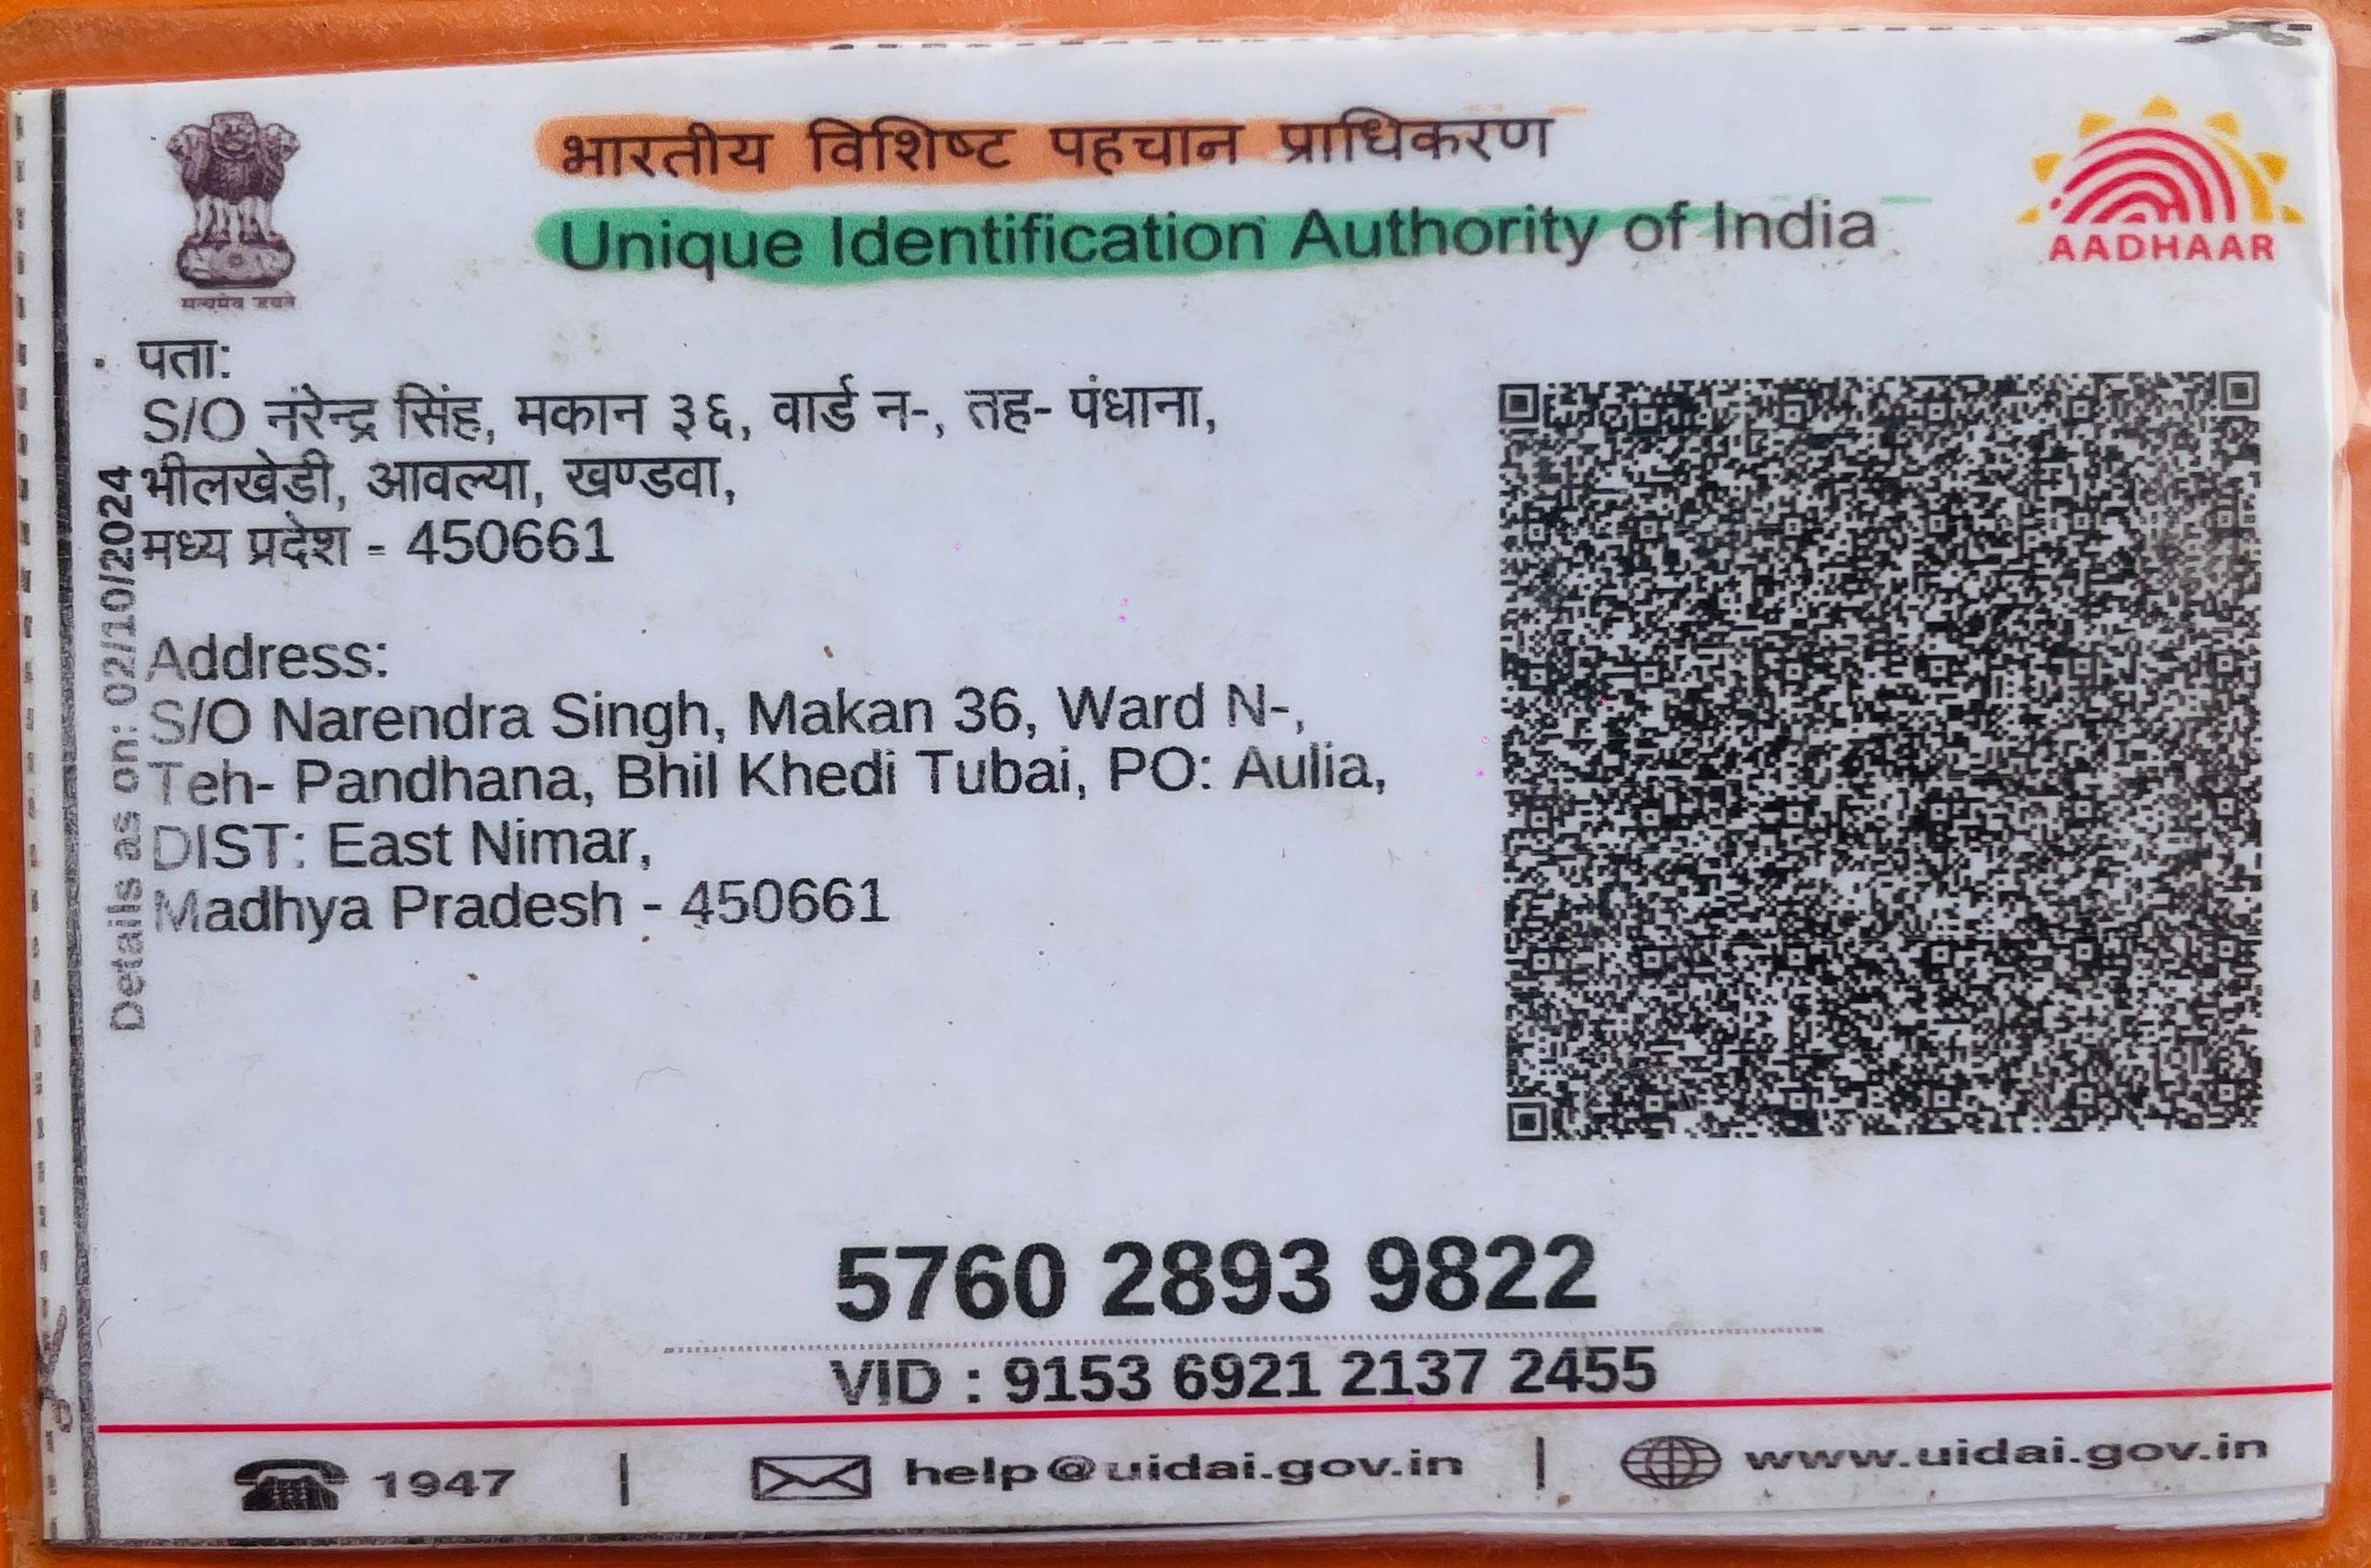 भारतीय विशिष्ट पहचान प्राधिकरण
Unique Identification Authority of India
AADHAAR
सत्यमेव जयते
पता:
S/O नरेन्द्र सिंह, मकान ३६, वार्ड न-, तह- पंधाना,
भीलखेडी, आवल्या, खण्डवा,
मध्य प्रदेश - 450661
Details as on: 02/10/2024
Address:
S/O Narendra Singh, Makan 36, Ward N-,
Teh- Pandhana, Bhil Khedi Tubai, PO: Aulia,
DIST: East Nimar,
Madhya Pradesh - 450661
5760 2893 9822
VID : 9153 6921 2137 2455
1947 | help@uidai.gov.in | www.uidai.gov.in